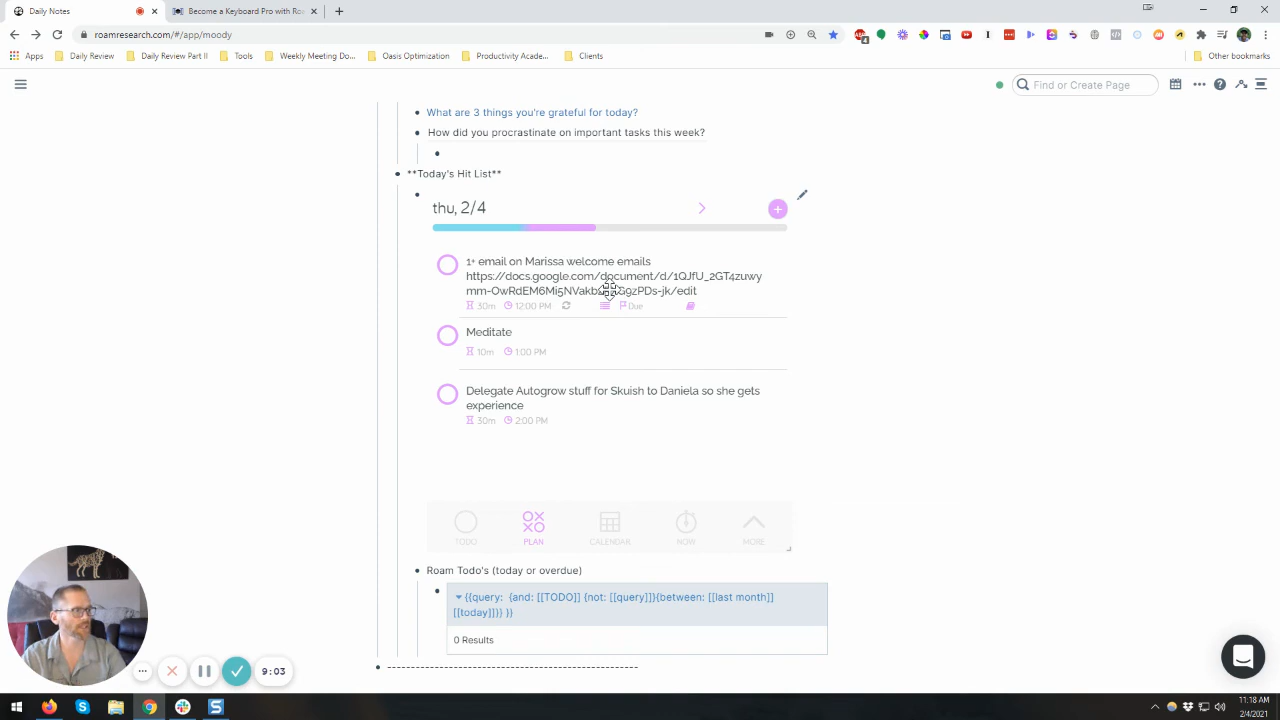 Daily Notes
Become a Keyboard Pro with Ro
roamresearch.com/#/app/moody
4
Apps
Daily Review
Daily Review Part II
Tools
Weekly Meeting Do...
Oasis Optimization
Productivity Acade...
Clients
Other bookmarks
Find or Create Page
What are 3 things you're grateful for today?
How did you procrastinate on important tasks this week?
**Today's Hit List**
thu, 2/4
1+ email on Marissa welcome emails
https://docs.google.com/document/d/1QJfU_2GT4zuwy
30m 12:00 PM Due
Meditate
10m 1:00 PM
Delegate Autogrow stuff for Skuish to Daniela so she gets
experience
30m 2:00 PM
TODO PLAN CALENDAR NOW MORE
Roam Todo's (today or overdue)
{{query: {and: [[TODO]] {not: [[query]]}{between: [[last month]]
[[today]]}} }}
0 Results
------------------------------------------------
9:03
11:18 AM
2/4/2021